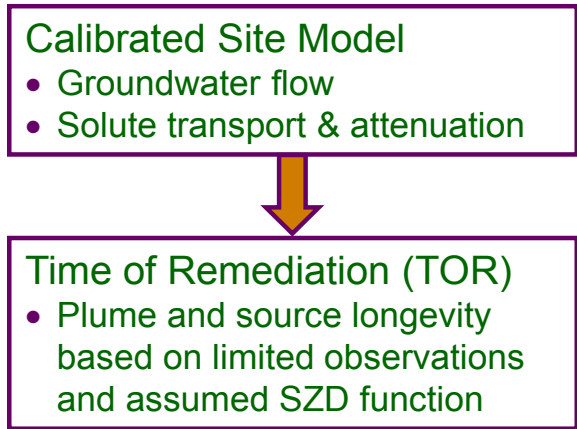 Calibrated Site Model
• Groundwater flow
• Solute transport & attenuation
Time of Remediation (TOR)
• Plume and source longevity
based on limited observations
and assumed SZD function